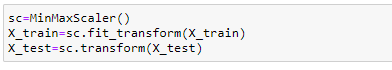 sc=MinMaxScaler()
X_train=sc.fit_transform(X_train)
X_test=sc.transform(X_test)